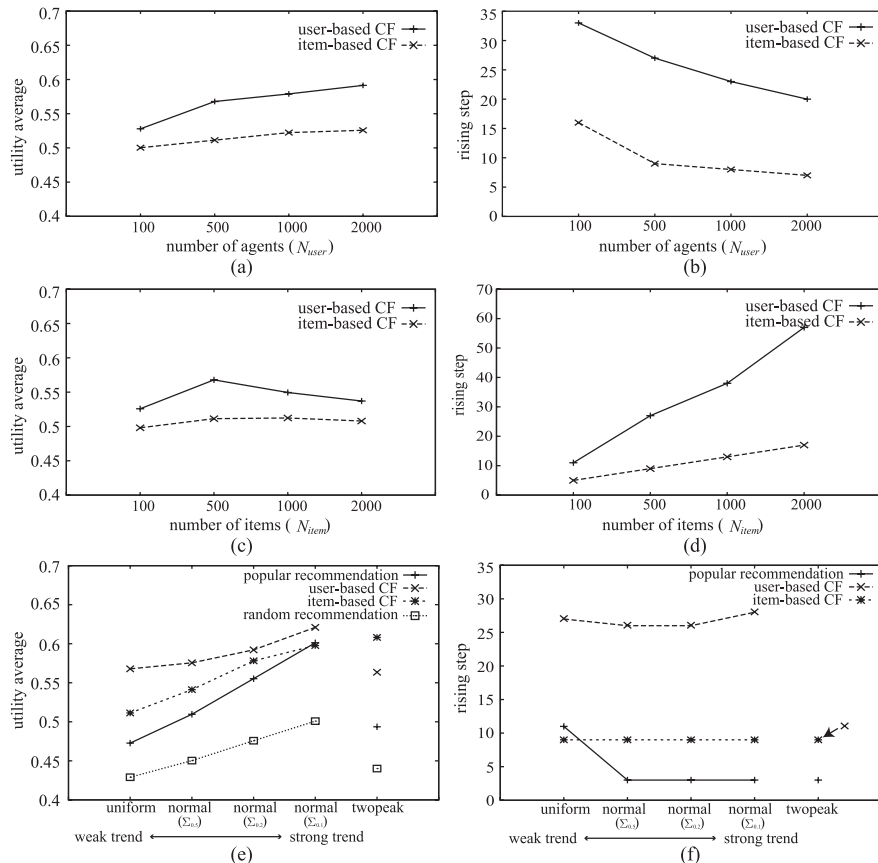 0.7
user-based CF
item-based CF
0.65
0.6
0.55
0.5
0.45
0.4
utility average
100 500 1000 2000
number of agents ( N_user )
(a)
35
user-based CF
item-based CF
30
25
20
15
10
5
0
rising step
100 500 1000 2000
number of agents ( N_user )
(b)
0.7
user-based CF
item-based CF
0.65
0.6
0.55
0.5
0.45
0.4
utility average
100 500 1000 2000
number of items ( N_item )
(c)
70
user-based CF
item-based CF
60
50
40
30
20
10
0
rising step
100 500 1000 2000
number of items ( N_item )
(d)
0.7
popular recommendation
user-based CF
item-based CF
random recommendation
0.65
0.6
0.55
0.5
0.45
0.4
utility average
uniform normal normal normal twopeak
(Σ0.5) (Σ0.2) (Σ0.1)
weak trend strong trend
(e)
35
popular recommendation
user-based CF
item-based CF
30
25
20
15
10
5
0
rising step
uniform normal normal normal twopeak
(Σ0.5) (Σ0.2) (Σ0.1)
weak trend strong trend
(f)